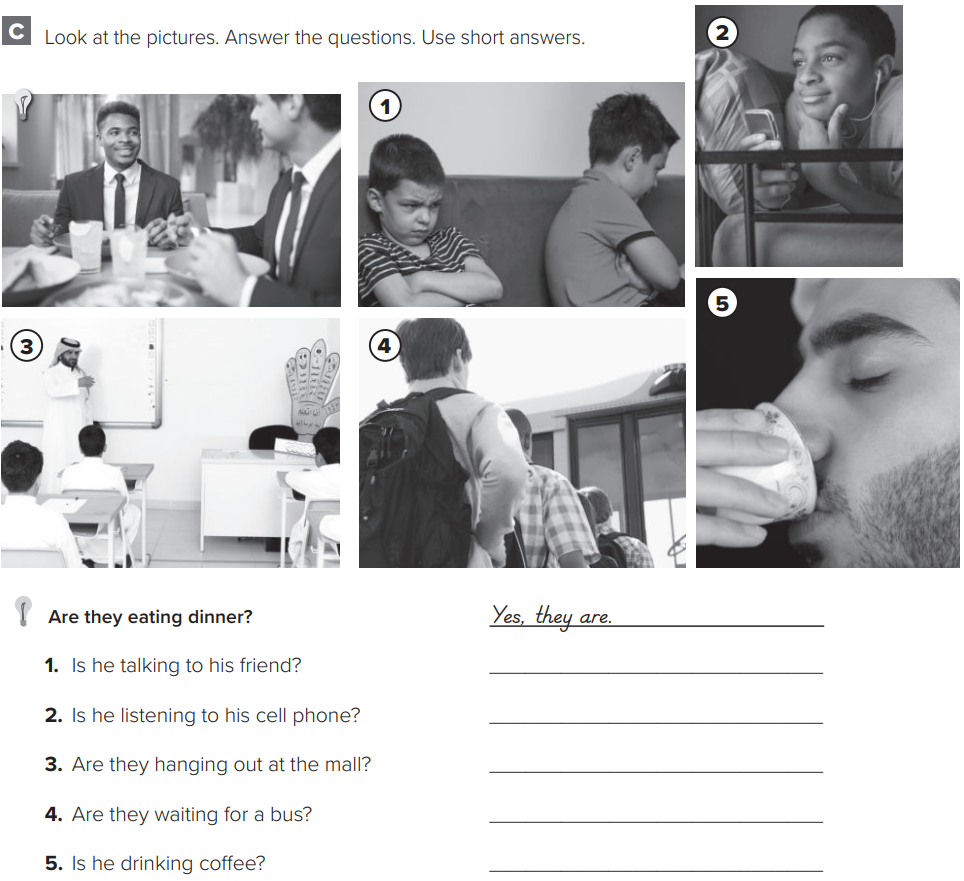 C Look at the pictures. Answer the questions. Use short answers.
1
2
3
4
5
Are they eating dinner? Yes, they are.
1. Is he talking to his friend?
2. Is he listening to his cell phone?
3. Are they hanging out at the mall?
4. Are they waiting for a bus?
5. Is he drinking coffee?